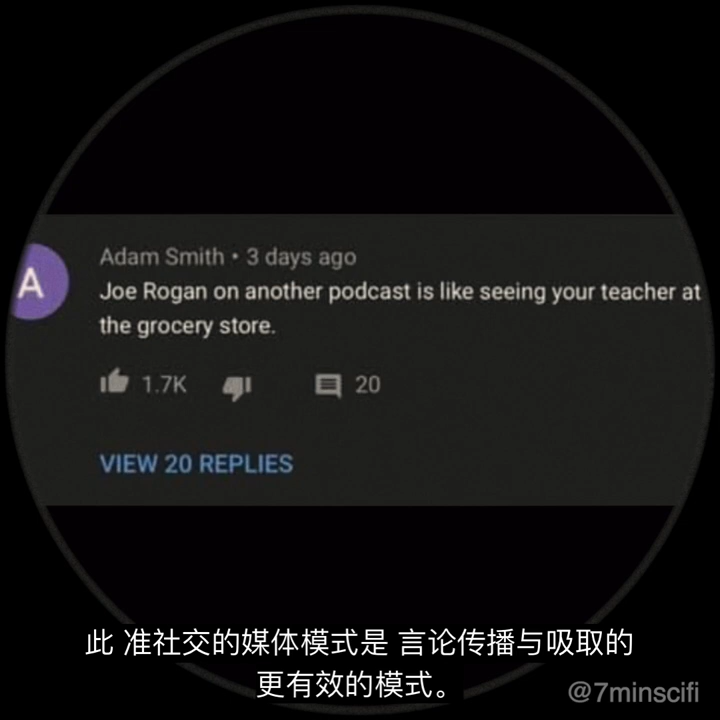 A
Adam Smith • 3 days ago
Joe Rogan on another podcast is like seeing your teacher at
the grocery store.
1.7K 20
VIEW 20 REPLIES
此 准社交的媒体模式是 言论传播与吸取的
更有效的模式。
@7minscifi